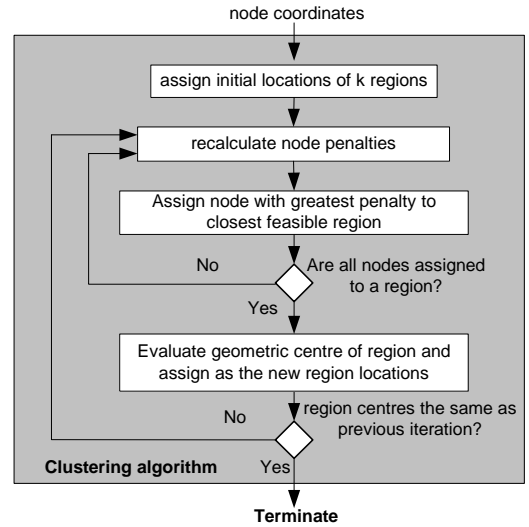 node coordinates
assign initial locations of k regions
recalculate node penalties
Assign node with greatest penalty to
closest feasible region
No
Are all nodes assigned
to a region?
Yes
Evaluate geometric centre of region and
assign as the new region locations
No
region centres the same as
previous iteration?
Clustering algorithm
Yes
Terminate